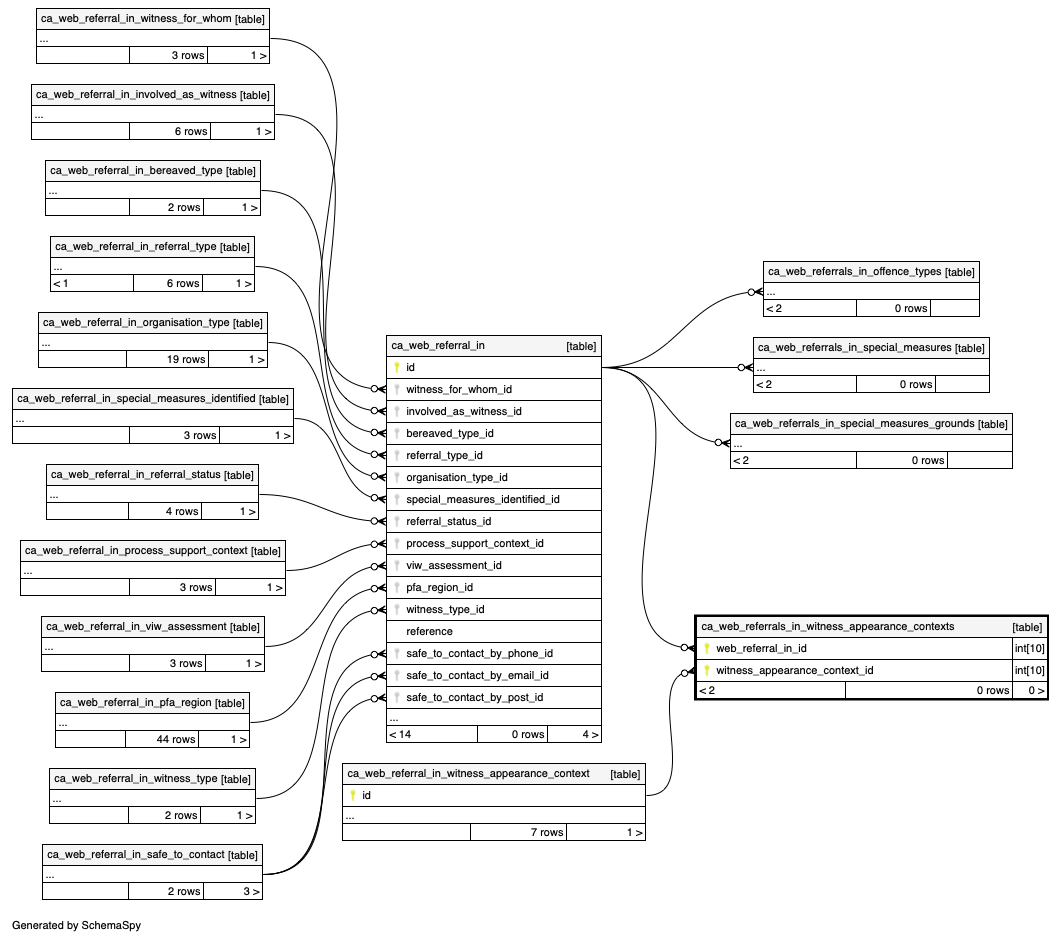 ca_web_referral_in_witness_for_whom [table]
...
3 rows 1 >
ca_web_referral_in_involved_as_witness [table]
...
6 rows 1 >
ca_web_referral_in_bereaved_type [table]
...
2 rows 1 >
ca_web_referral_in_referral_type [table]
...
< 1 6 rows 1 >
ca_web_referral_in_organisation_type [table]
...
19 rows 1 >
ca_web_referral_in_special_measures_identified [table]
...
3 rows 1 >
ca_web_referral_in_referral_status [table]
...
4 rows 1 >
ca_web_referral_in_process_support_context [table]
...
3 rows 1 >
ca_web_referral_in_viw_assessment [table]
...
3 rows 1 >
ca_web_referral_in_pfa_region [table]
...
44 rows 1 >
ca_web_referral_in_witness_type [table]
...
2 rows 1 >
ca_web_referral_in_safe_to_contact [table]
...
2 rows 3 >
ca_web_referral_in [table]
id
witness_for_whom_id
involved_as_witness_id
bereaved_type_id
referral_type_id
organisation_type_id
special_measures_identified_id
referral_status_id
process_support_context_id
viw_assessment_id
pfa_region_id
witness_type_id
reference
safe_to_contact_by_phone_id
safe_to_contact_by_email_id
safe_to_contact_by_post_id
...
< 14 0 rows 4 >
ca_web_referral_in_witness_appearance_context [table]
id
...
7 rows 1 >
ca_web_referrals_in_offence_types [table]
...
< 2 0 rows
ca_web_referrals_in_special_measures [table]
...
< 2 0 rows
ca_web_referrals_in_special_measures_grounds [table]
...
< 2 0 rows
ca_web_referrals_in_witness_appearance_contexts [table]
web_referral_in_id int[10]
witness_appearance_context_id int[10]
< 2 0 rows 0 >
Generated by SchemaSpy